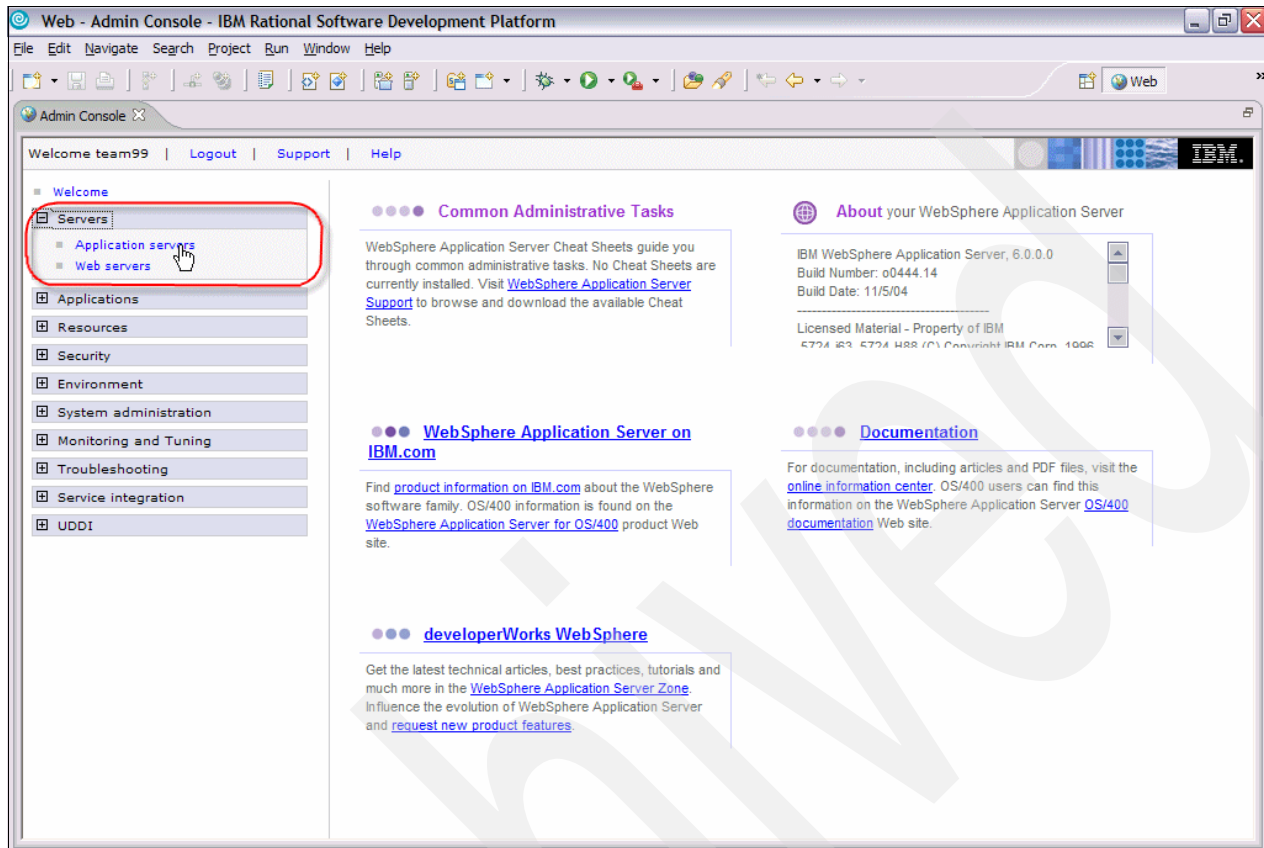 Web - Admin Console - IBM Rational Software Development Platform
File Edit Navigate Search Project Run Window Help
Web
Admin Console
Welcome team99 | Logout | Support | Help
IBM.
Welcome
Servers
Application servers
Web servers
Applications
Resources
Security
Environment
System administration
Monitoring and Tuning
Troubleshooting
Service integration
UDDI
Common Administrative Tasks
WebSphere Application Server Cheat Sheets guide you
through common administrative tasks. No Cheat Sheets are
currently installed. Visit WebSphere Application Server
Support to browse and download the available Cheat
Sheets.
About your WebSphere Application Server
IBM WebSphere Application Server, 6.0.0.0
Build Number: o0444.14
Build Date: 11/5/04
----------------------------------------
Licensed Material - Property of IBM
5724-i63, 5724-H88 (C) Copyright IBM Corp. 1996
WebSphere Application Server on
IBM.com
Find product information on IBM.com about the WebSphere
software family. OS/400 information is found on the
WebSphere Application Server for OS/400 product Web
site.
Documentation
For documentation, including articles and PDF files, visit the
online information center. OS/400 users can find this
information on the WebSphere Application Server OS/400
documentation Web site.
developerWorks WebSphere
Get the latest technical articles, best practices, tutorials and
much more in the WebSphere Application Server Zone.
Influence the evolution of WebSphere Application Server
and request new product features.